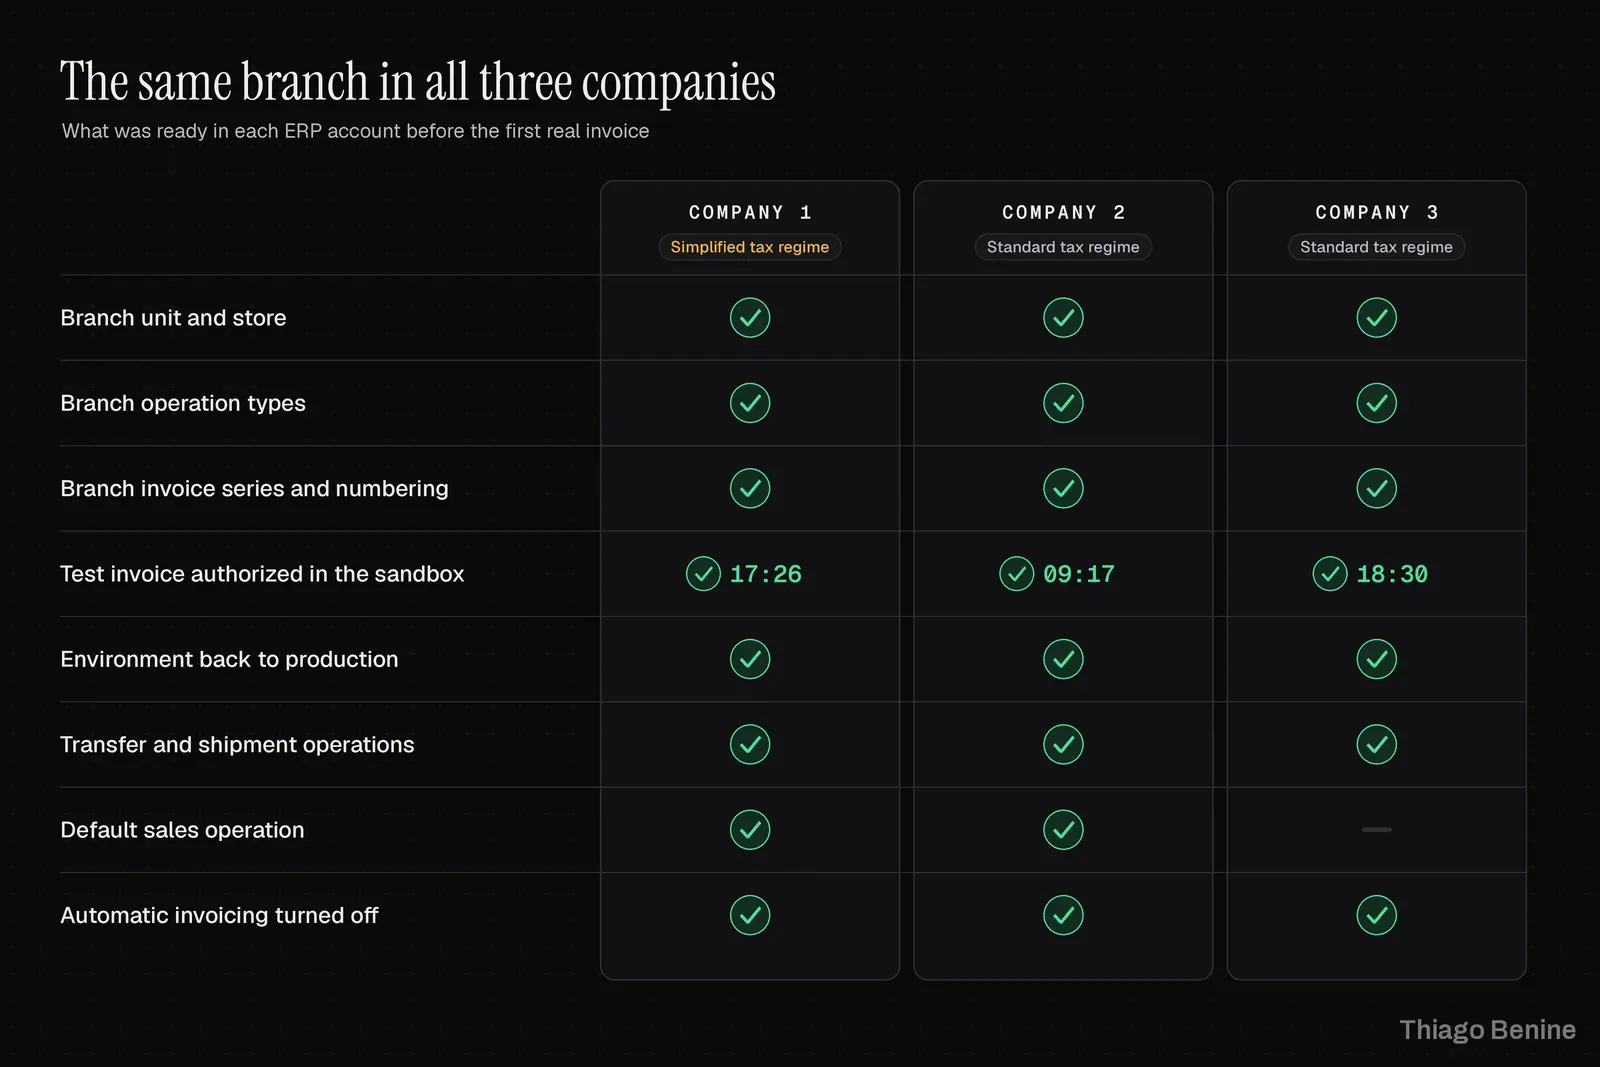 The same branch in all three companies
What was ready in each ERP account before the first real invoice
COMPANY 1
Simplified tax regime
COMPANY 2
Standard tax regime
COMPANY 3
Standard tax regime
Branch unit and store
Branch operation types
Branch invoice series and numbering
Test invoice authorized in the sandbox
17:26
09:17
18:30
Environment back to production
Transfer and shipment operations
Default sales operation
Automatic invoicing turned off
Thiago Benine